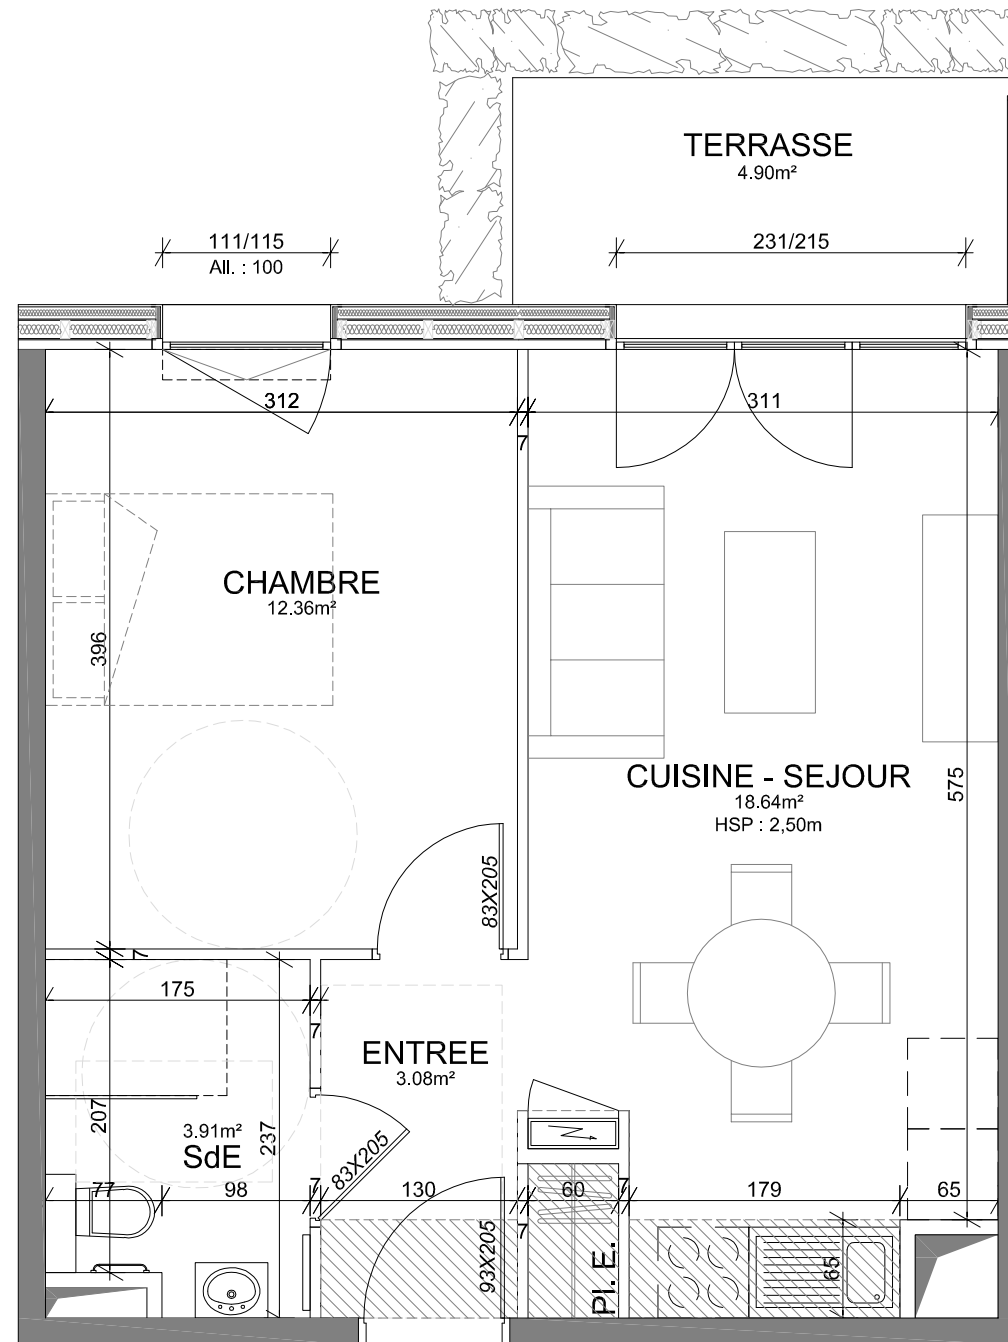 TERRASSE
4.90m²
111/115
All. : 100
231/215
312
7
311
CHAMBRE
12.36m²
396
CUISINE - SEJOUR
18.64m²
HSP : 2,50m
575
83X205
7
175
7
ENTREE
3.08m²
207
3.91m²
SdE
237
83X205
77
98
7
130
60
7
179
65
7
93X205
Pl. E.
65